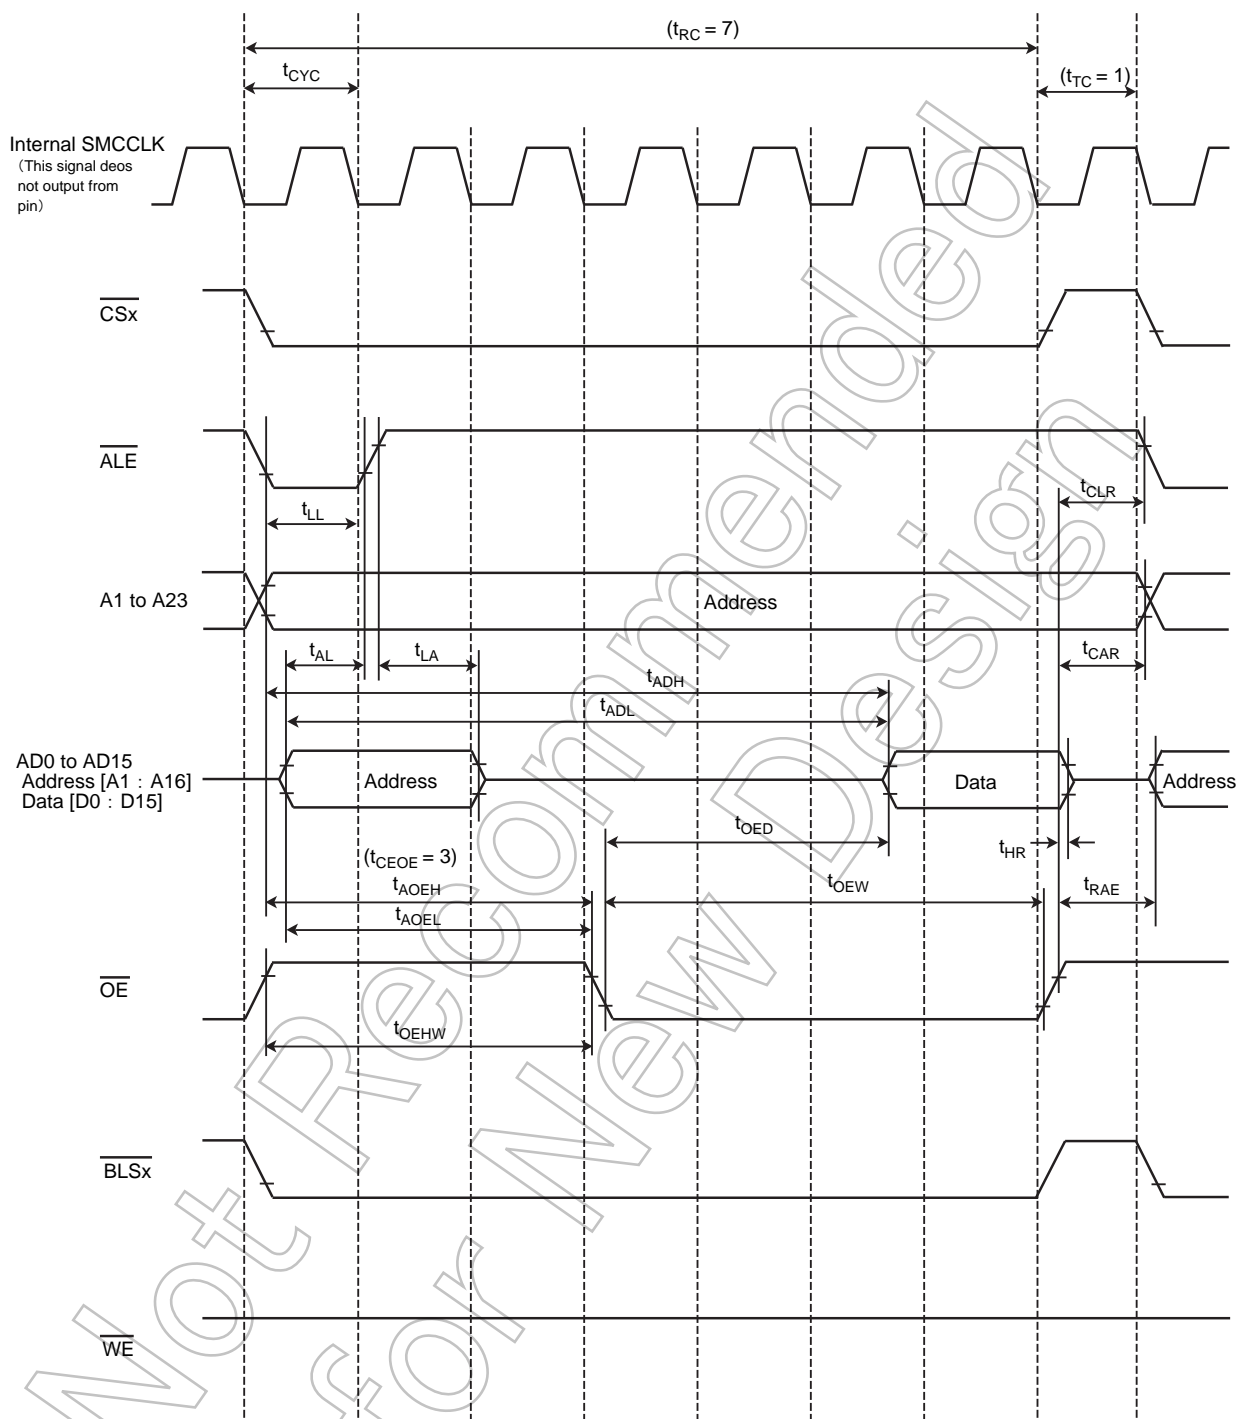 (tRC = 7)
tCYC
(tTC = 1)
Internal SMCCLK
(This signal deos
not output from
pin)
CSx
ALE
tLL
tCLR
A1 to A23
Address
tAL
tLA
tCAR
tADH
tADL
AD0 to AD15
Address [A1 : A16]
Data [D0 : D15]
Address
Data
Address
tOED
tHR
(tCEOE = 3)
tAOEH
tOEW
tRAE
tAOEL
OE
tOEHW
BLSx
WE
Not Recommended
for New Design